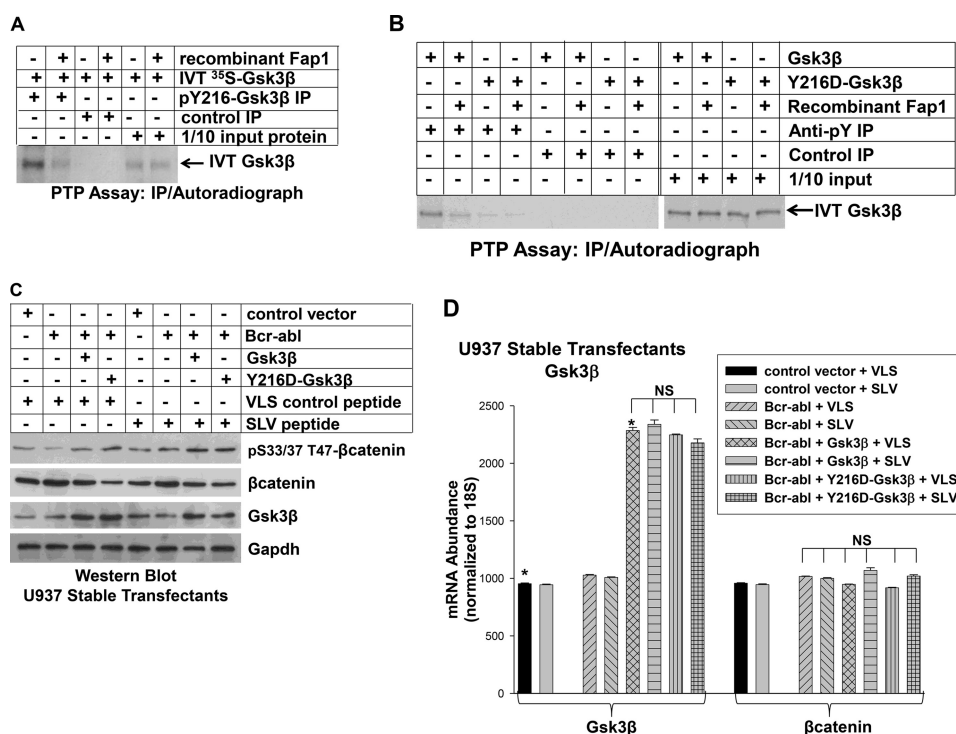 A
- + - + - + recombinant Fap1
+ + + + + + IVT 35S-Gsk3β
+ + - - - - pY216-Gsk3β IP
- - + + - - control IP
- - - - + + 1/10 input protein
IVT Gsk3β
PTP Assay: IP/Autoradiograph
B
+ + - - + + - - + + - - Gsk3β
- - + + - - + + - - + + Y216D-Gsk3β
- + - + - + - + - + - + Recombinant Fap1
+ + + + - - - - - - - - Anti-pY IP
- - - - + + + + - - - - Control IP
- - - - - - - - + + + + 1/10 input
IVT Gsk3β
PTP Assay: IP/Autoradiograph
C
+ - - - + - - - control vector
- + + + - + + + Bcr-abl
- - + - - - + - Gsk3β
- - - + - - - + Y216D-Gsk3β
+ + + + - - - - VLS control peptide
- - - - + + + + SLV peptide
pS33/37 T47-βcatenin
βcatenin
Gsk3β
Gapdh
Western Blot
U937 Stable Transfectants
D
U937 Stable Transfectants
Gsk3β
control vector + VLS
control vector + SLV
Bcr-abl + VLS
Bcr-abl + SLV
Bcr-abl + Gsk3β + VLS
Bcr-abl + Gsk3β + SLV
Bcr-abl + Y216D-Gsk3β + VLS
Bcr-abl + Y216D-Gsk3β + SLV
mRNA Abundance
(normalized to 18S)
2500
2000
1500
1000
500
0
*
*
NS
NS
Gsk3β
βcatenin